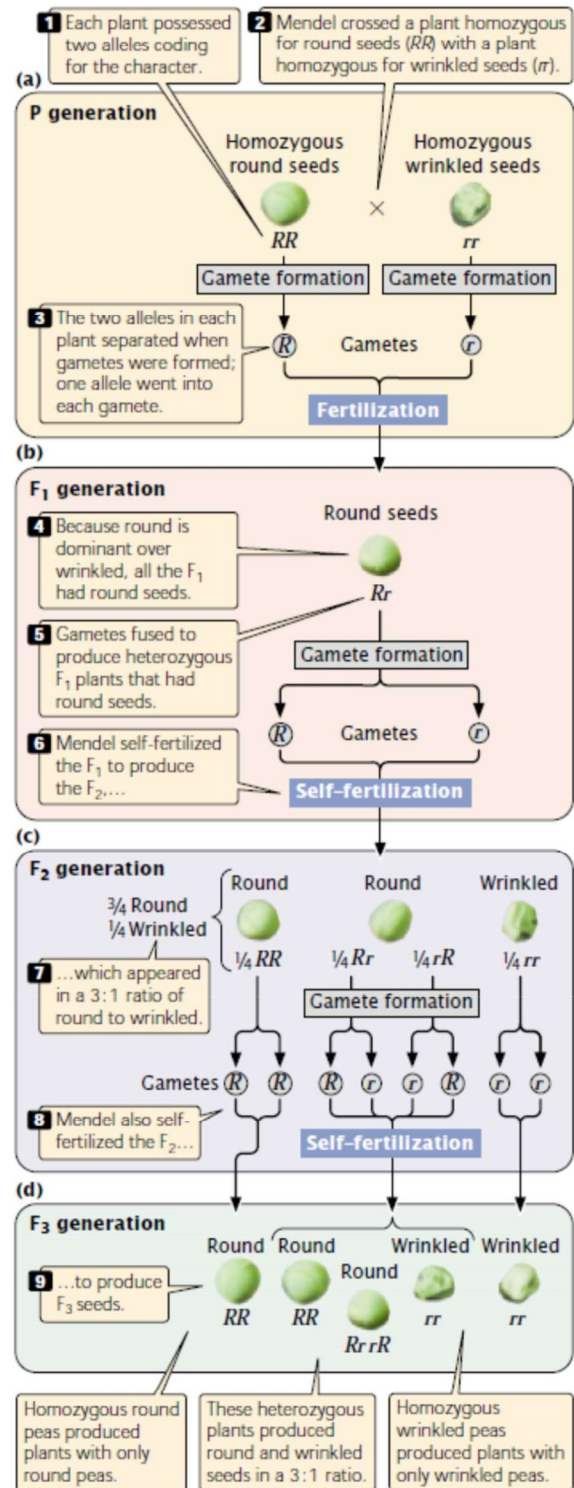 1 Each plant possessed
two alleles coding
for the character.
2 Mendel crossed a plant homozygous
for round seeds (RR) with a plant
homozygous for wrinkled seeds (rr).
(a)
P generation
Homozygous
round seeds
Homozygous
wrinkled seeds
×
RR
rr
Gamete formation
Gamete formation
3 The two alleles in each
plant separated when
gametes were formed;
one allele went into
each gamete.
R Gametes r
Fertilization
(b)
F₁ generation
Round seeds
4 Because round is
dominant over
wrinkled, all the F₁
had round seeds.
Rr
5 Gametes fused to
produce heterozygous
F₁ plants that had
round seeds.
Gamete formation
R Gametes r
6 Mendel self-fertilized
the F₁ to produce
the F₂,…
Self–fertilization
(c)
F₂ generation
Round Round Wrinkled
¾ Round
¼ Wrinkled
¼ RR ¼ Rr ¼ rR ¼ rr
7 …which appeared
in a 3 : 1 ratio of
round to wrinkled.
Gamete formation
Gametes R R R r r R r r
8 Mendel also self-
fertilized the F₂…
Self–fertilization
(d)
F₃ generation
Round Round Wrinkled Wrinkled
Round
9 …to produce
F₃ seeds.
RR RR rr rr
Rr rR
Homozygous round
peas produced
plants with only
round peas.
These heterozygous
plants produced
round and wrinkled
seeds in a 3 : 1 ratio.
Homozygous
wrinkled peas
produced plants with
only wrinkled peas.